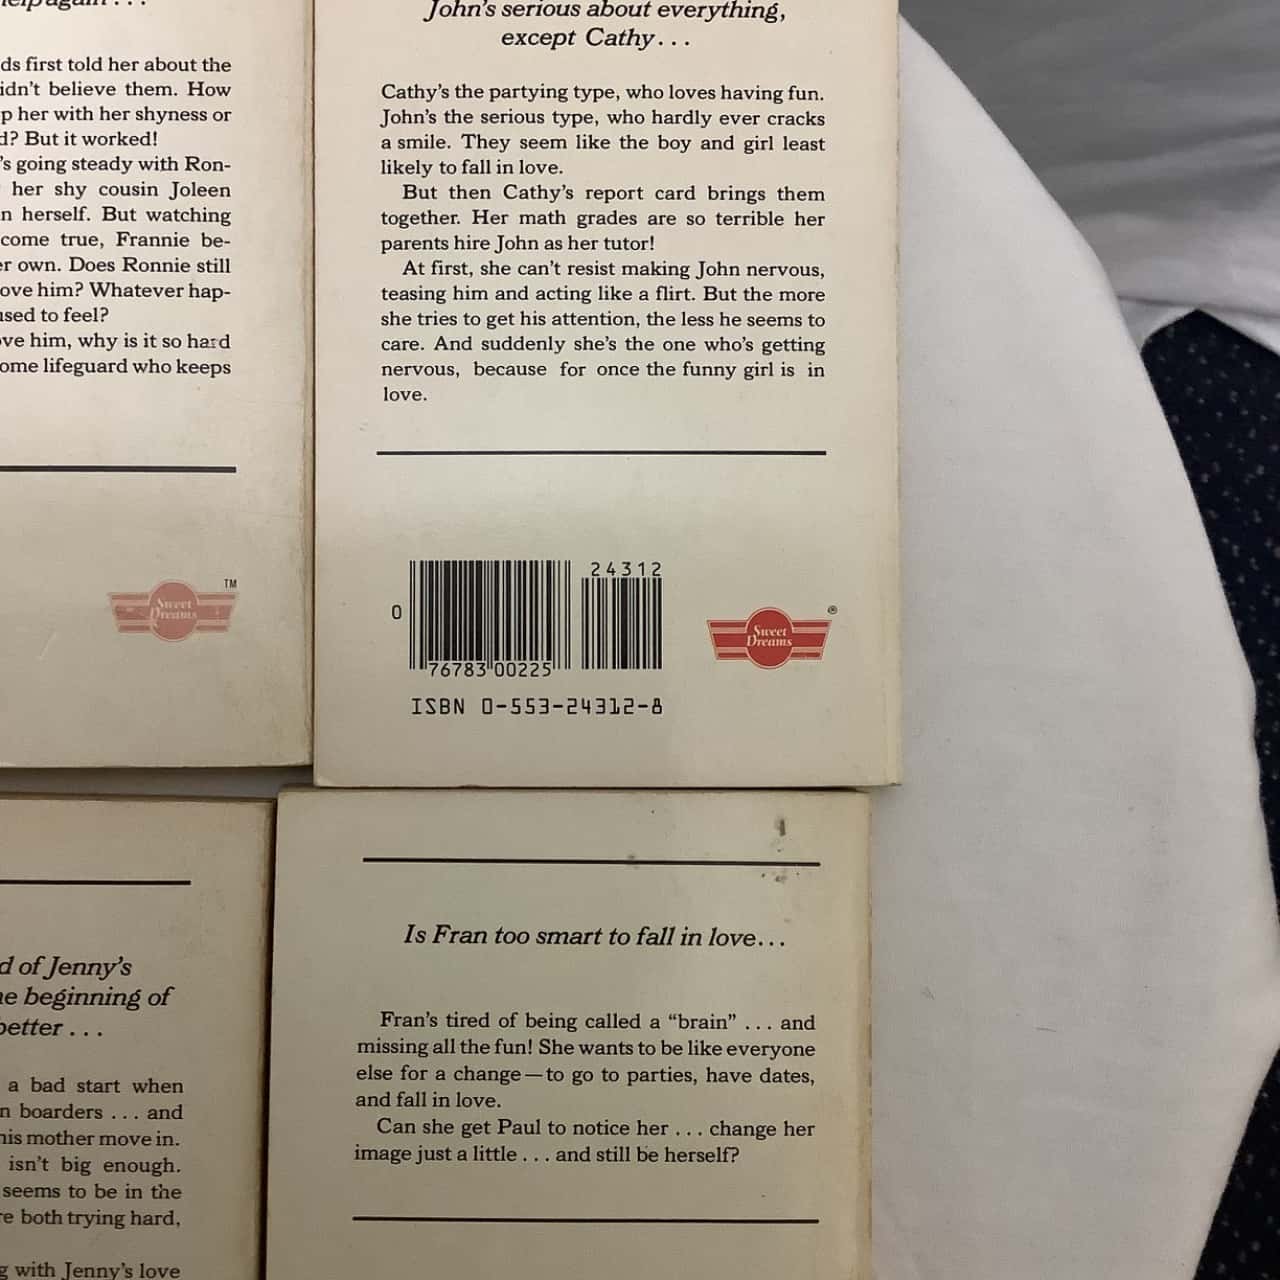 again . . .
ds first told her about the
idn't believe them. How
p her with her shyness or
d? But it worked!
's going steady with Ron-
her shy cousin Joleen
n herself. But watching
come true, Frannie be-
er own. Does Ronnie still
ove him? Whatever hap-
used to feel?
ve him, why is it so hard
ome lifeguard who keeps
TM
Sweet
Dreams
John's serious about everything,
except Cathy . . .
Cathy's the partying type, who loves having fun.
John's the serious type, who hardly ever cracks
a smile. They seem like the boy and girl least
likely to fall in love.
But then Cathy's report card brings them
together. Her math grades are so terrible her
parents hire John as her tutor!
At first, she can't resist making John nervous,
teasing him and acting like a flirt. But the more
she tries to get his attention, the less he seems to
care. And suddenly she's the one who's getting
nervous, because for once the funny girl is in
love.
24312
0
76783 00225
ISBN 0-553-24312-8
Sweet
Dreams
®
d of Jenny's
he beginning of
better . . .
a bad start when
n boarders . . . and
his mother move in.
isn't big enough.
seems to be in the
re both trying hard,
g with Jenny's love
Is Fran too smart to fall in love . . .
Fran's tired of being called a “brain” . . . and
missing all the fun! She wants to be like everyone
else for a change—to go to parties, have dates,
and fall in love.
Can she get Paul to notice her . . . change her
image just a little . . . and still be herself?